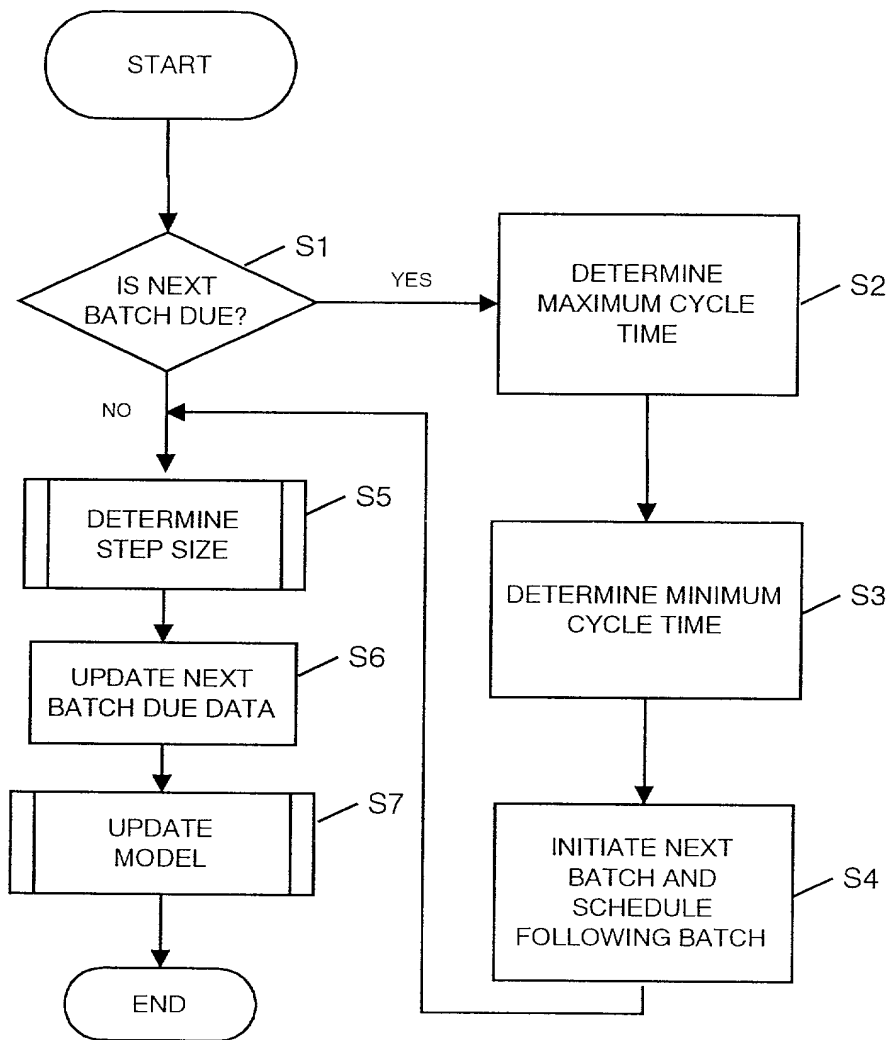 START
S1
IS NEXT
BATCH DUE?
YES
DETERMINE
MAXIMUM CYCLE
TIME
S2
NO
DETERMINE
STEP SIZE
S5
DETERMINE MINIMUM
CYCLE TIME
S3
UPDATE NEXT
BATCH DUE DATA
S6
UPDATE
MODEL
S7
INITIATE NEXT
BATCH AND
SCHEDULE
FOLLOWING BATCH
S4
END